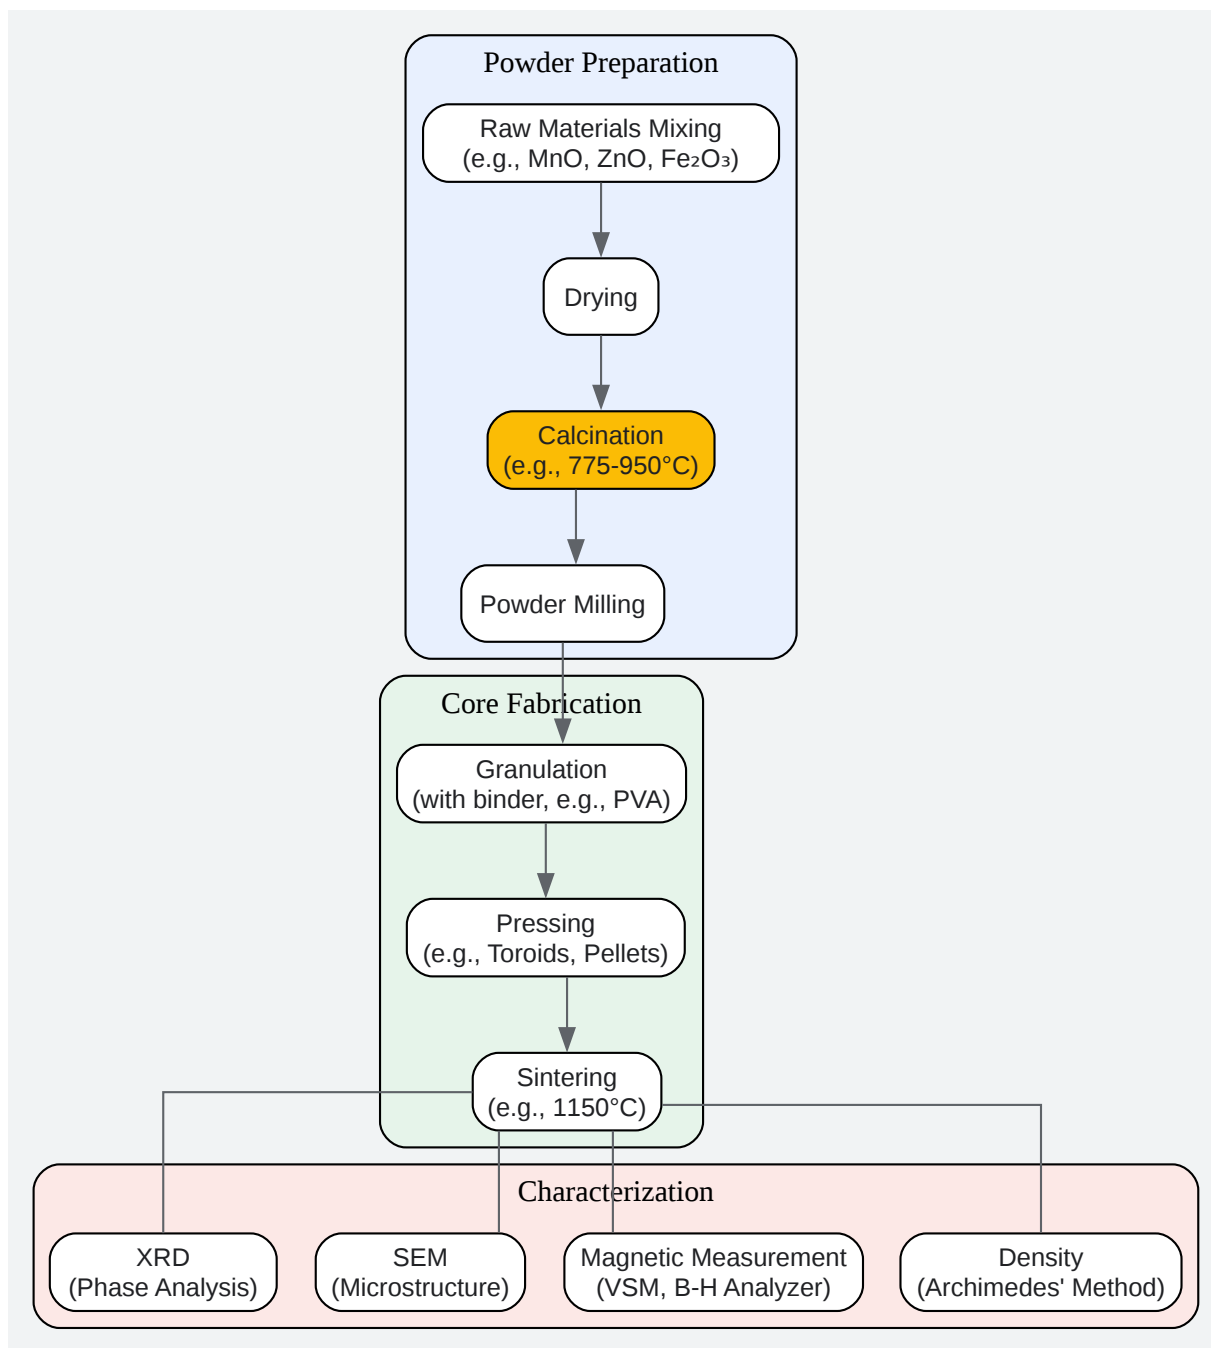 Powder Preparation
Raw Materials Mixing
(e.g., MnO, ZnO, Fe₂O₃)
Drying
Calcination
(e.g., 775-950°C)
Powder Milling
Core Fabrication
Granulation
(with binder, e.g., PVA)
Pressing
(e.g., Toroids, Pellets)
Sintering
(e.g., 1150°C)
Characterization
XRD
(Phase Analysis)
SEM
(Microstructure)
Magnetic Measurement
(VSM, B-H Analyzer)
Density
(Archimedes' Method)